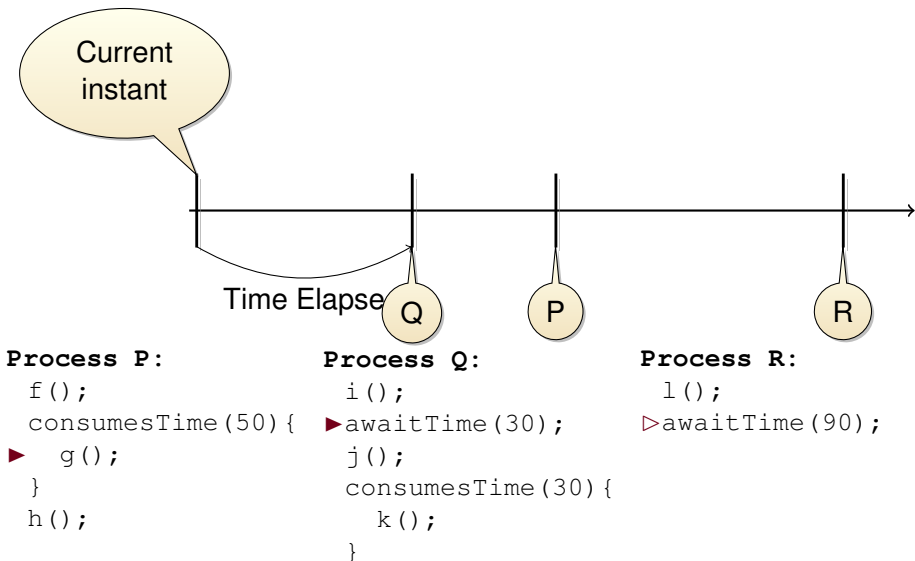 Current
instant
Time Elapse
Q
P
R
Process P:
f();
consumesTime(50){
g();
}
h();
Process Q:
i();
awaitTime(30);
j();
consumesTime(30){
k();
}
Process R:
l();
awaitTime(90);